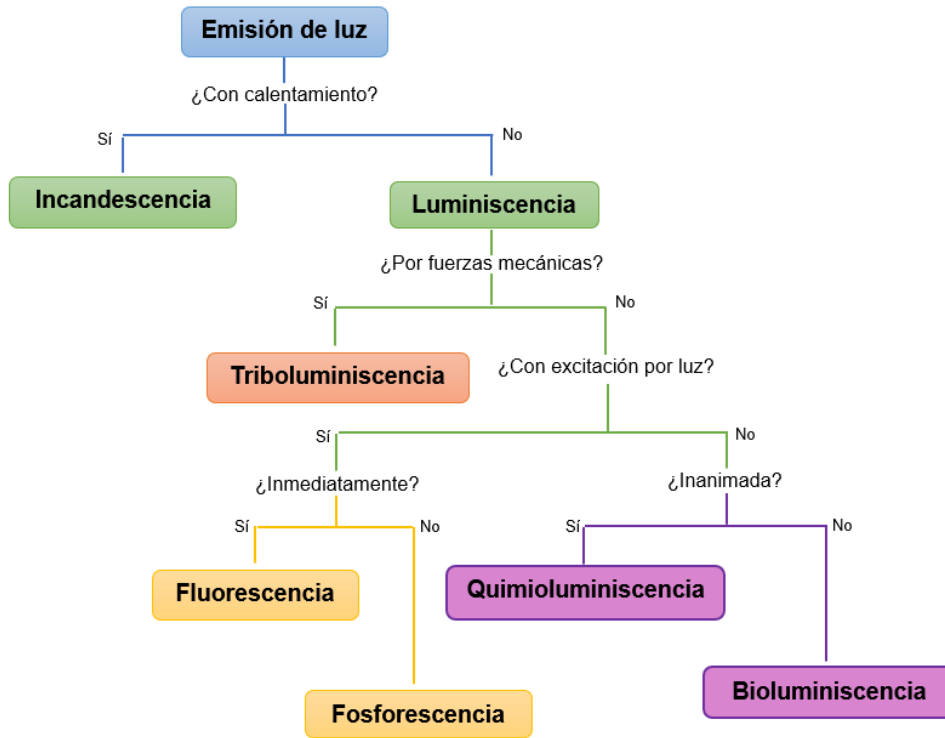 Emisión de luz
¿Con calentamiento?
Sí
No
Incandescencia
Luminiscencia
¿Por fuerzas mecánicas?
Sí
No
Triboluminiscencia
¿Con excitación por luz?
Sí
No
¿Inmediatamente?
¿Inanimada?
Sí
No
Sí
No
Fluorescencia
Quimioluminiscencia
Fosforescencia
Bioluminiscencia